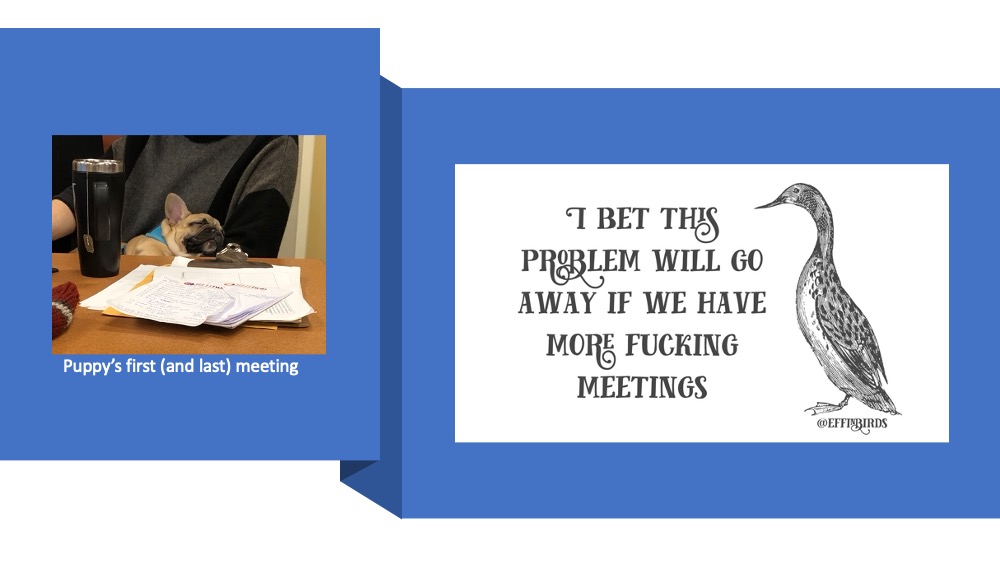 Puppy's first (and last) meeting
I BET THIS
PROBLEM WILL GO
AWAY IF WE HAVE
MORE FUCKING
MEETINGS
@EFFINBIRDS